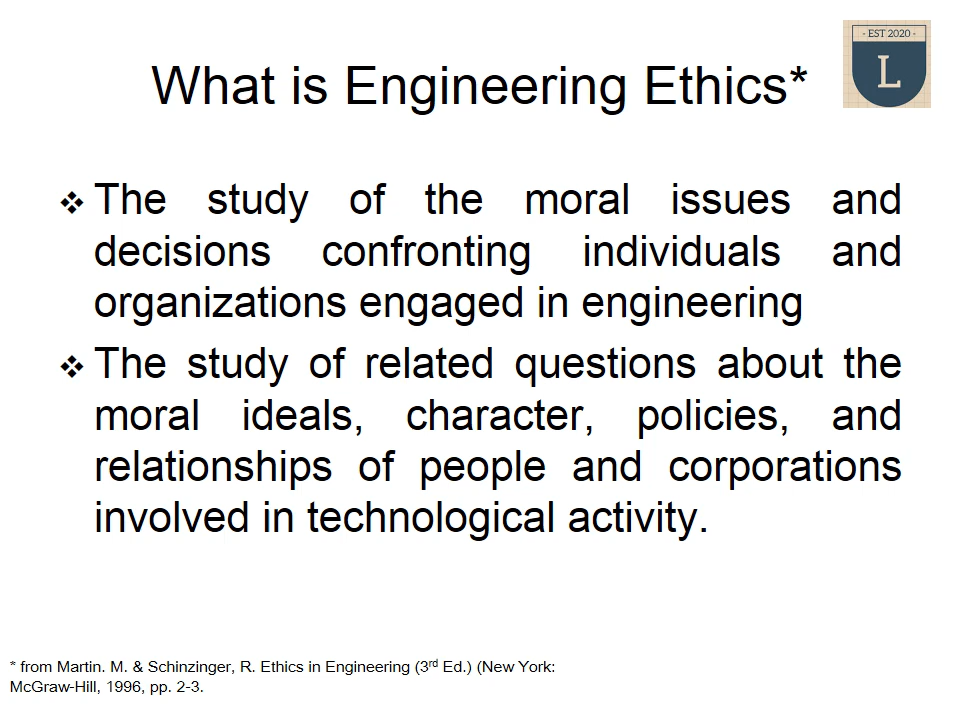 - EST 2020 -
L
What is Engineering Ethics*
❖ The study of the moral issues and
decisions confronting individuals and
organizations engaged in engineering
❖ The study of related questions about the
moral ideals, character, policies, and
relationships of people and corporations
involved in technological activity.
* from Martin. M. & Schinzinger, R. Ethics in Engineering (3rd Ed.) (New York:
McGraw-Hill, 1996, pp. 2-3.